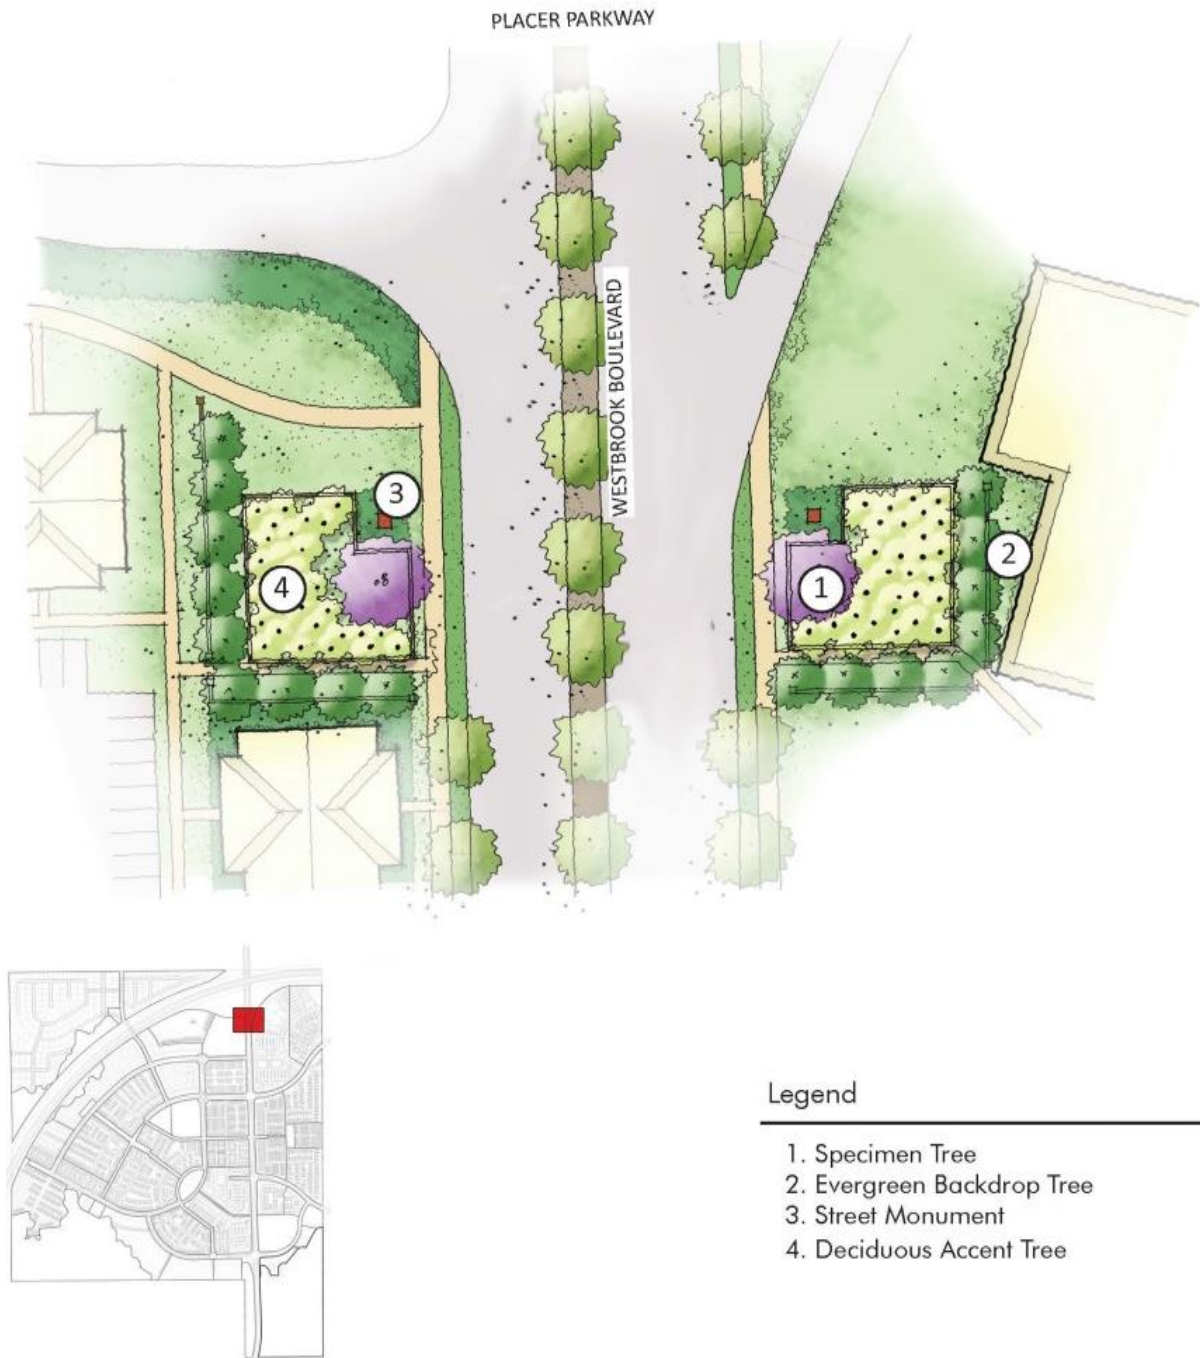 PLACER PARKWAY
WESTBROOK BOULEVARD
3
2
4
1
Legend
1. Specimen Tree
2. Evergreen Backdrop Tree
3. Street Monument
4. Deciduous Accent Tree